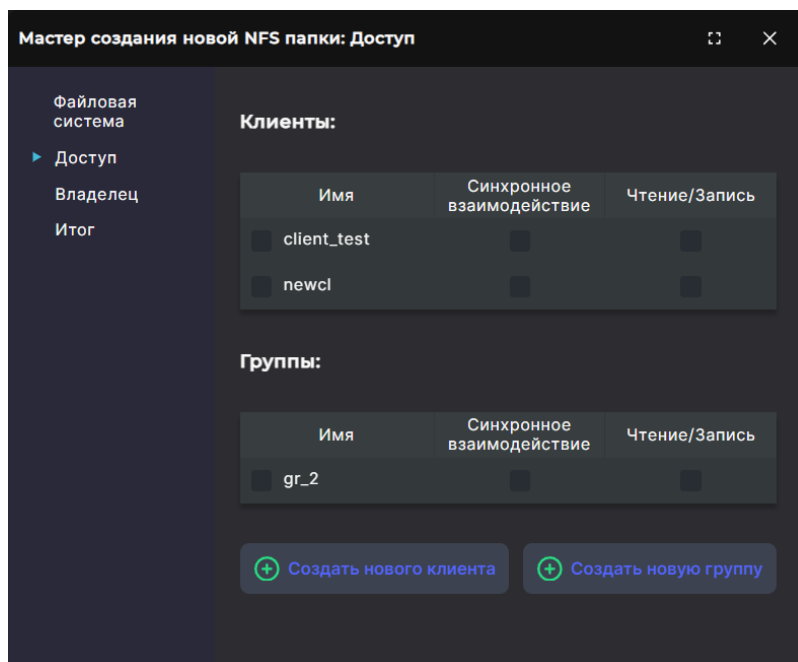 Мастер создания новой NFS папки: Доступ
Файловая
система
Доступ
Владелец
Итог
Клиенты:
Имя
Синхронное
взаимодействие
Чтение/Запись
client_test
newcl
Группы:
Имя
Синхронное
взаимодействие
Чтение/Запись
gr_2
Создать нового клиента
Создать новую группу